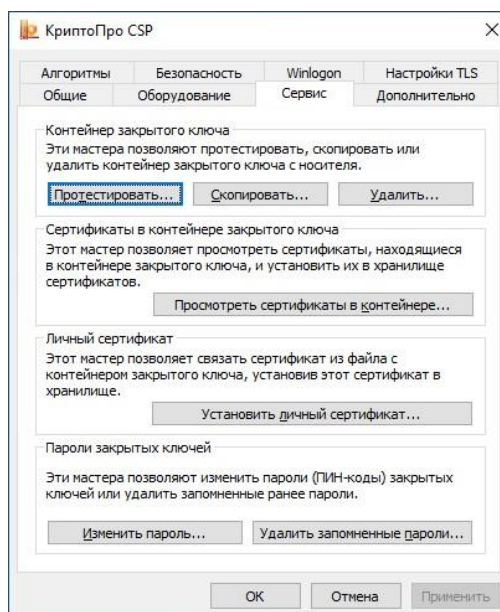 КриптоПро CSP
Алгоритмы Безопасность Winlogon Настройки TLS
Общие Оборудование Сервис Дополнительно
Контейнер закрытого ключа
Эти мастера позволяют протестировать, скопировать или
удалить контейнер закрытого ключа с носителя.
Протестировать... Скопировать... Удалить...
Сертификаты в контейнере закрытого ключа
Этот мастер позволяет просмотреть сертификаты, находящиеся
в контейнере закрытого ключа, и установить их в хранилище
сертификатов.
Просмотреть сертификаты в контейнере...
Личный сертификат
Этот мастер позволяет связать сертификат из файла с
контейнером закрытого ключа, установив этот сертификат в
хранилище.
Установить личный сертификат...
Пароли закрытых ключей
Эти мастера позволяют изменить пароли (ПИН-коды) закрытых
ключей или удалить запомненные ранее пароли.
Изменить пароль... Удалить запомненные пароли...
ОК Отмена Применить